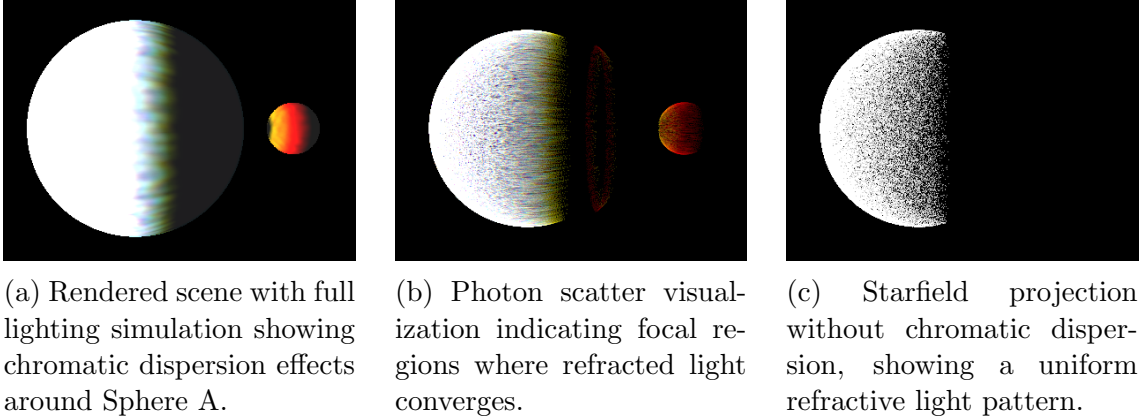 (a) Rendered scene with full
lighting simulation showing
chromatic dispersion effects
around Sphere A.
(b) Photon scatter visual-
ization indicating focal re-
gions where refracted light
converges.
(c) Starfield projection
without chromatic disper-
sion, showing a uniform
refractive light pattern.